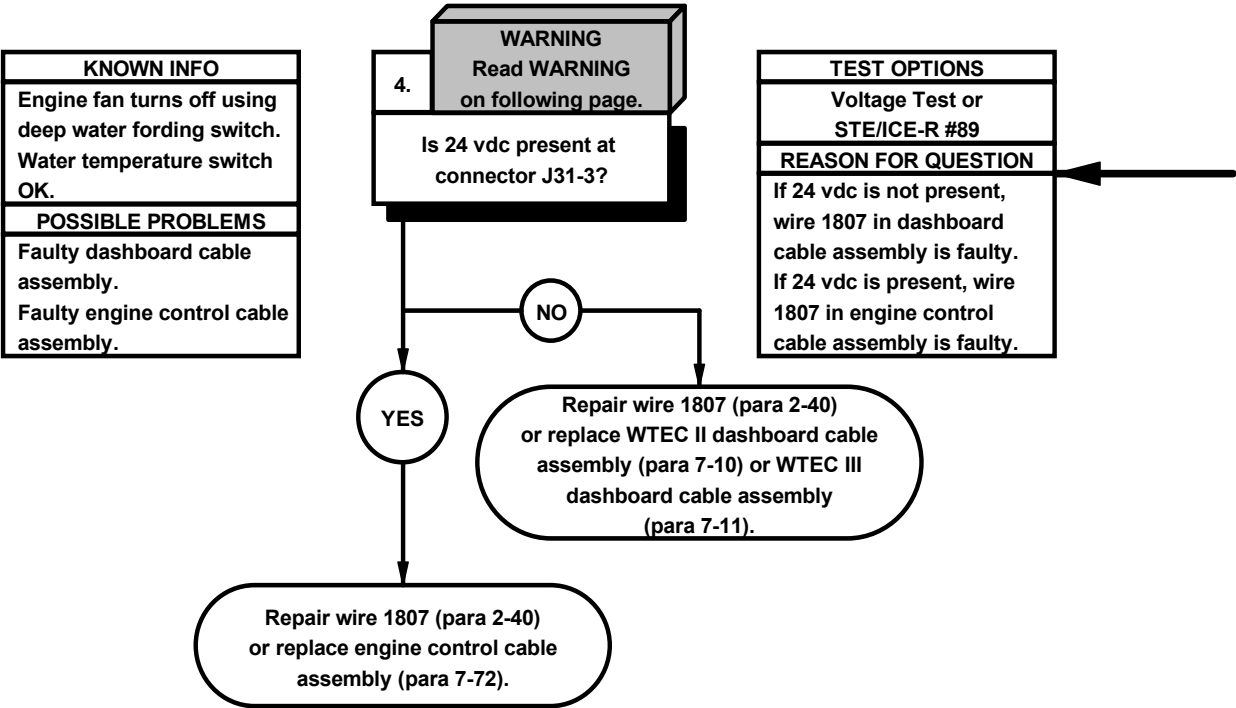 KNOWN INFO
Engine fan turns off using
deep water fording switch.
Water temperature switch
OK.
POSSIBLE PROBLEMS
Faulty dashboard cable
assembly.
Faulty engine control cable
assembly.
4.
WARNING
Read WARNING
on following page.
Is 24 vdc present at
connector J31-3?
TEST OPTIONS
Voltage Test or
STE/ICE-R #89
REASON FOR QUESTION
If 24 vdc is not present,
wire 1807 in dashboard
cable assembly is faulty.
If 24 vdc is present, wire
1807 in engine control
cable assembly is faulty.
NO
YES
Repair wire 1807 (para 2-40)
or replace WTEC II dashboard cable
assembly (para 7-10) or WTEC III
dashboard cable assembly
(para 7-11).
Repair wire 1807 (para 2-40)
or replace engine control cable
assembly (para 7-72).